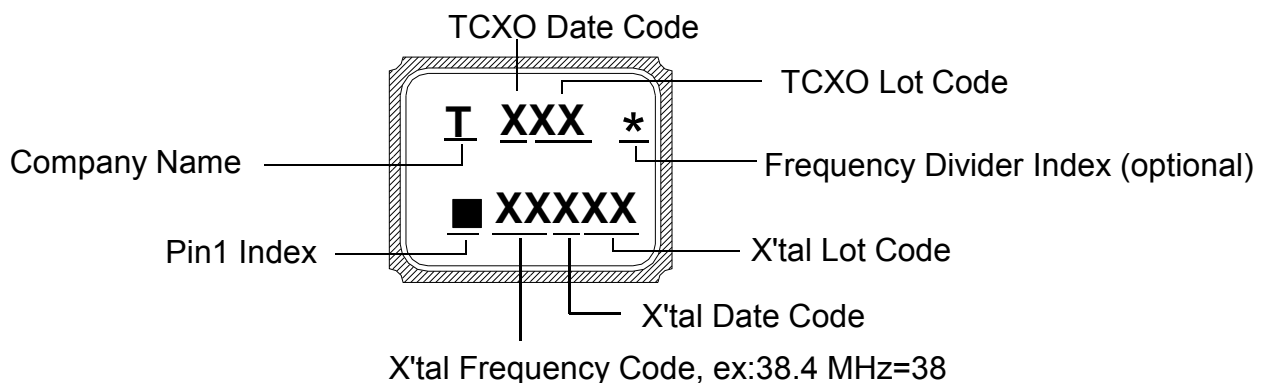 TCXO Date Code
TCXO Lot Code
T XXX *
Company Name
Frequency Divider Index (optional)
■ XXXXX
Pin1 Index
X'tal Lot Code
X'tal Date Code
X'tal Frequency Code, ex:38.4 MHz=38